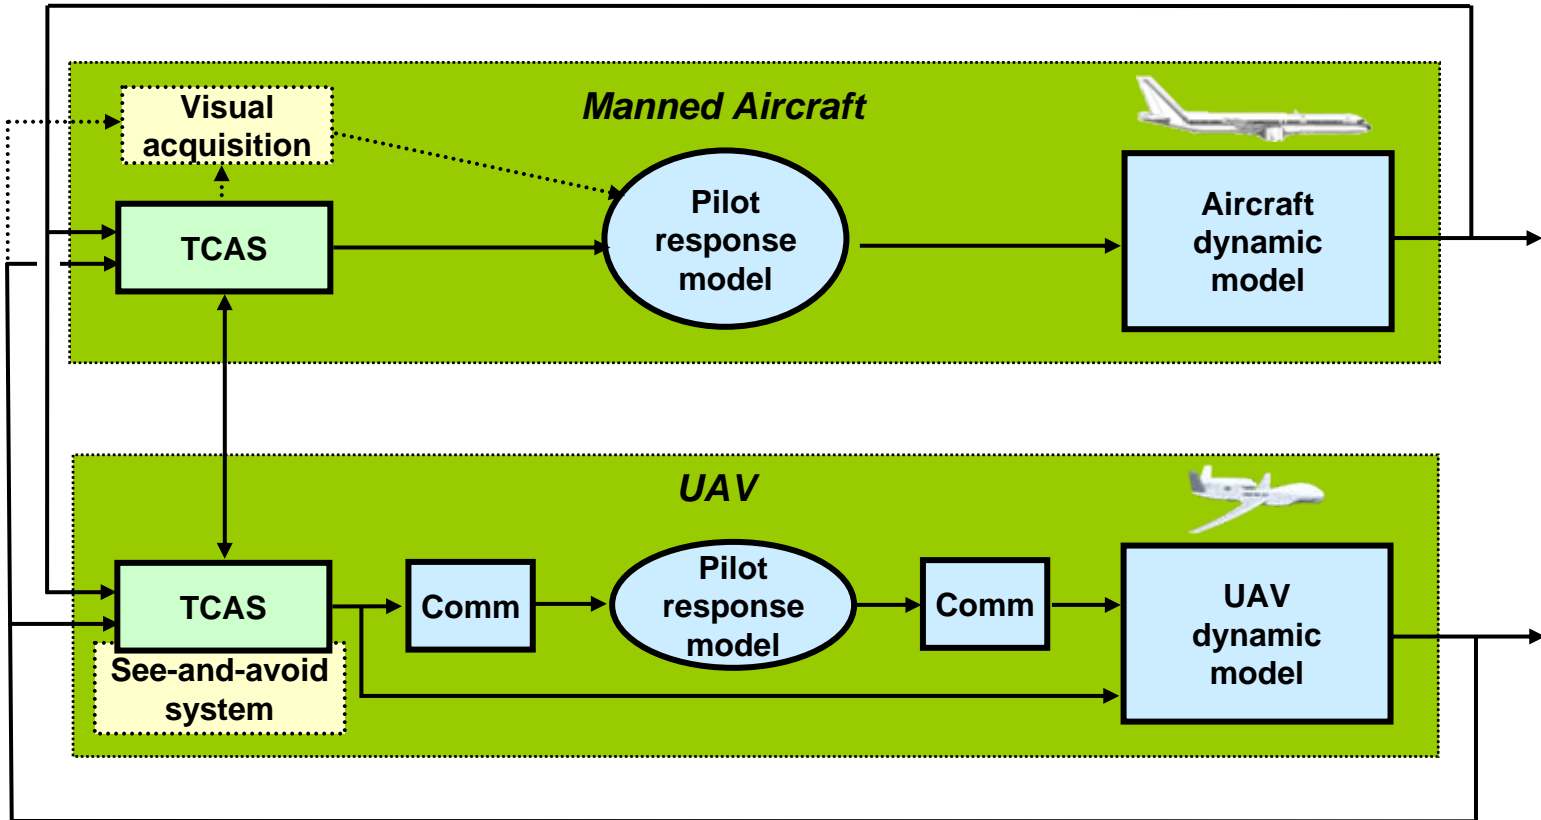 Manned Aircraft
Visual
acquisition
TCAS
Pilot
response
model
Aircraft
dynamic
model
UAV
TCAS
See-and-avoid
system
Comm
Pilot
response
model
Comm
UAV
dynamic
model